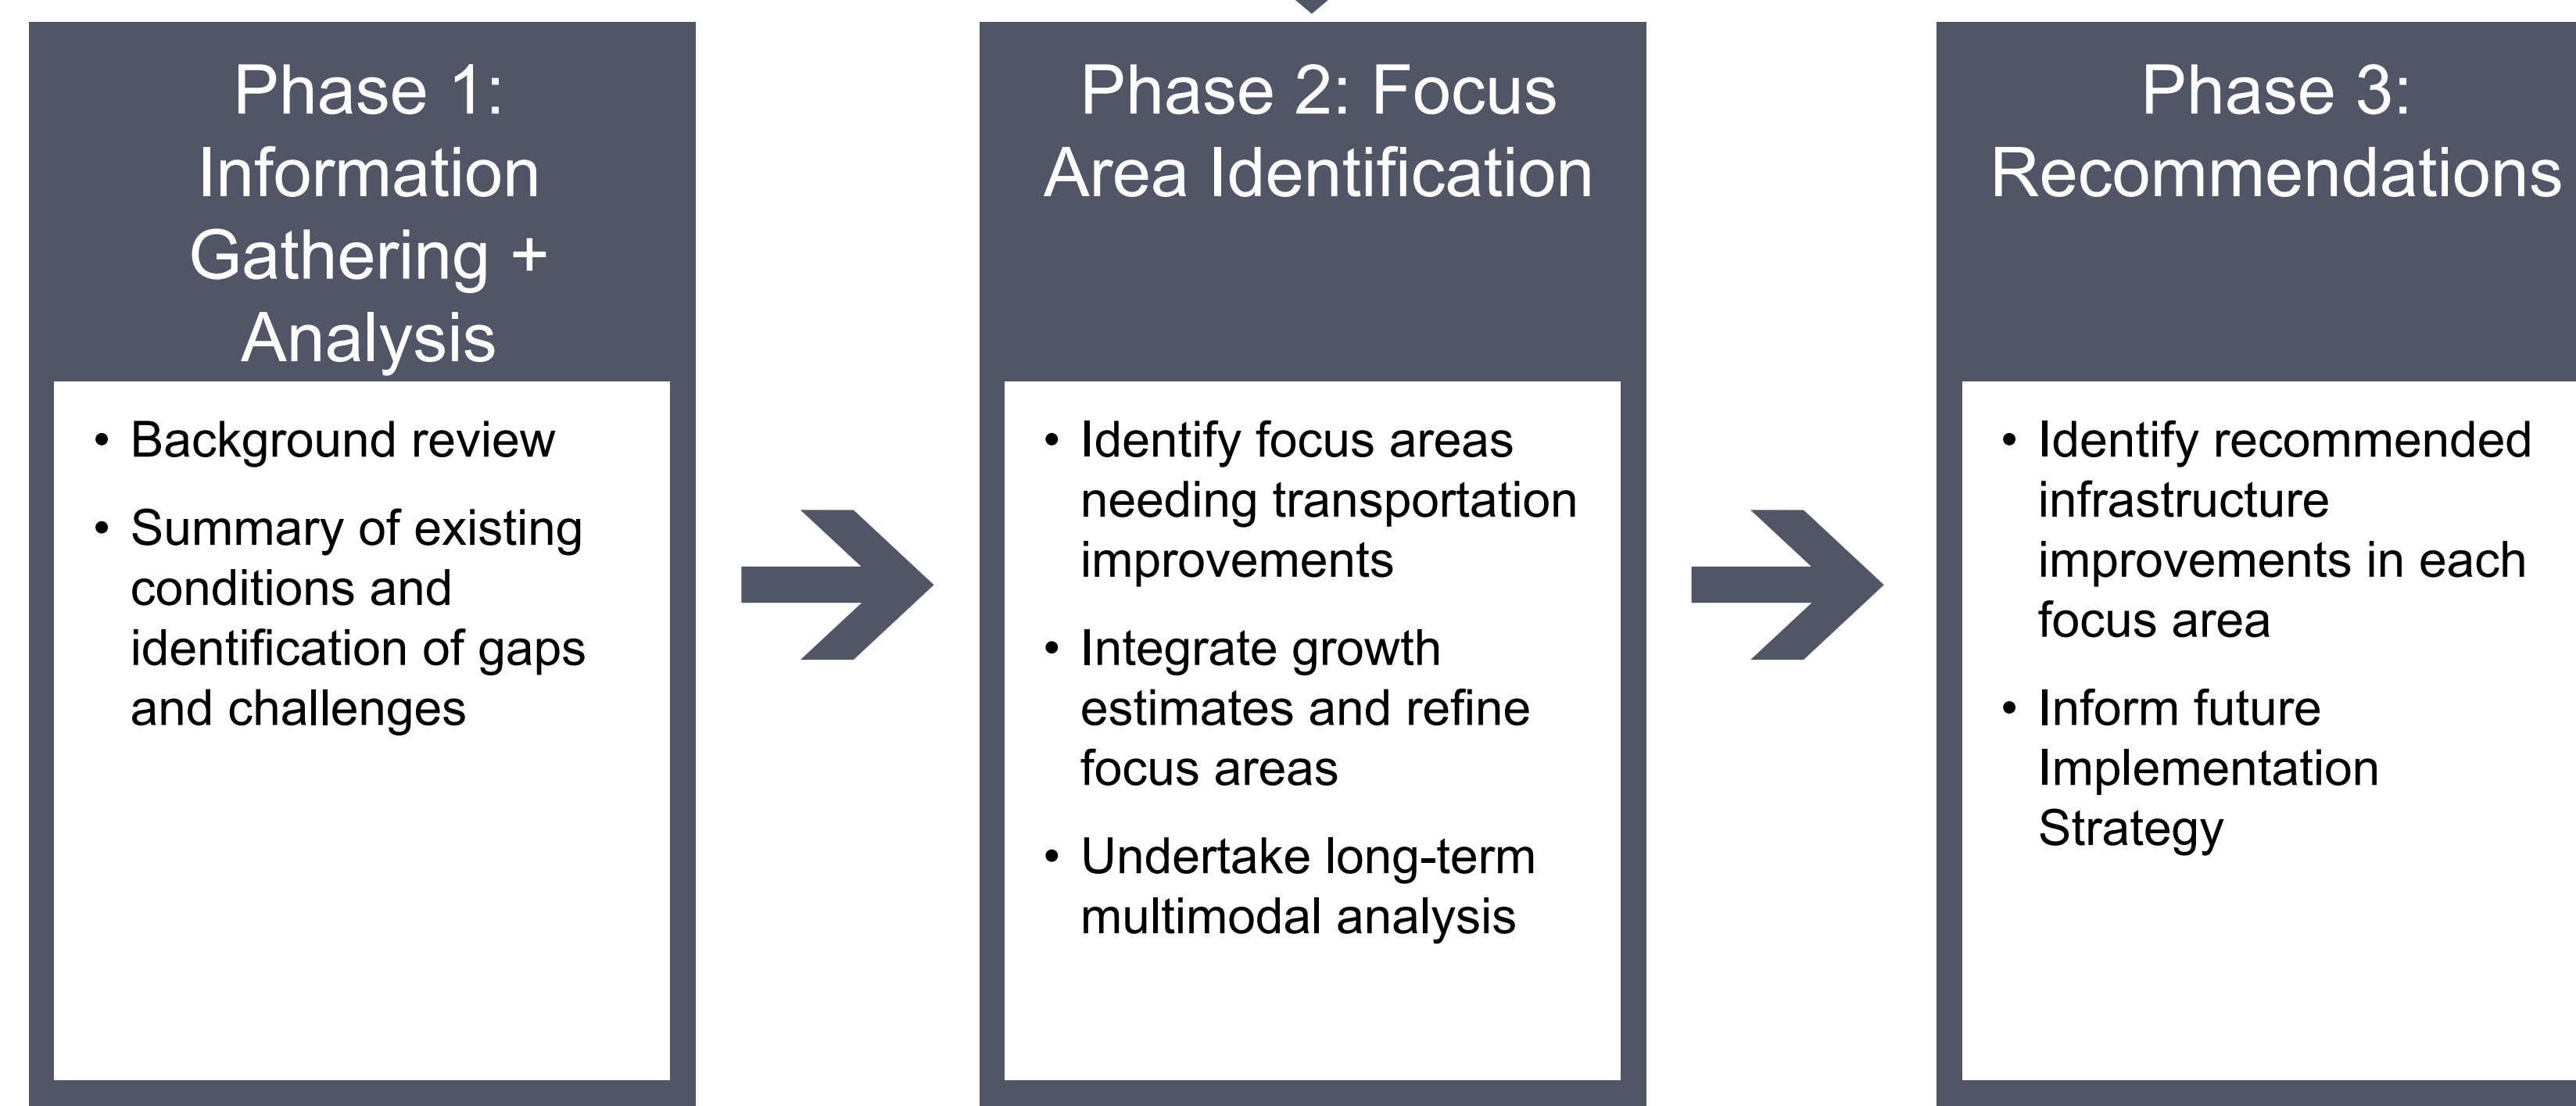 Phase 1:
Information
Gathering +
Analysis
• Background review
• Summary of existing
conditions and
identification of gaps
and challenges
Phase 2: Focus
Area Identification
• Identify focus areas
needing transportation
improvements
• Integrate growth
estimates and refine
focus areas
• Undertake long-term
multimodal analysis
Phase 3:
Recommendations
• Identify recommended
infrastructure
improvements in each
focus area
• Inform future
Implementation
Strategy